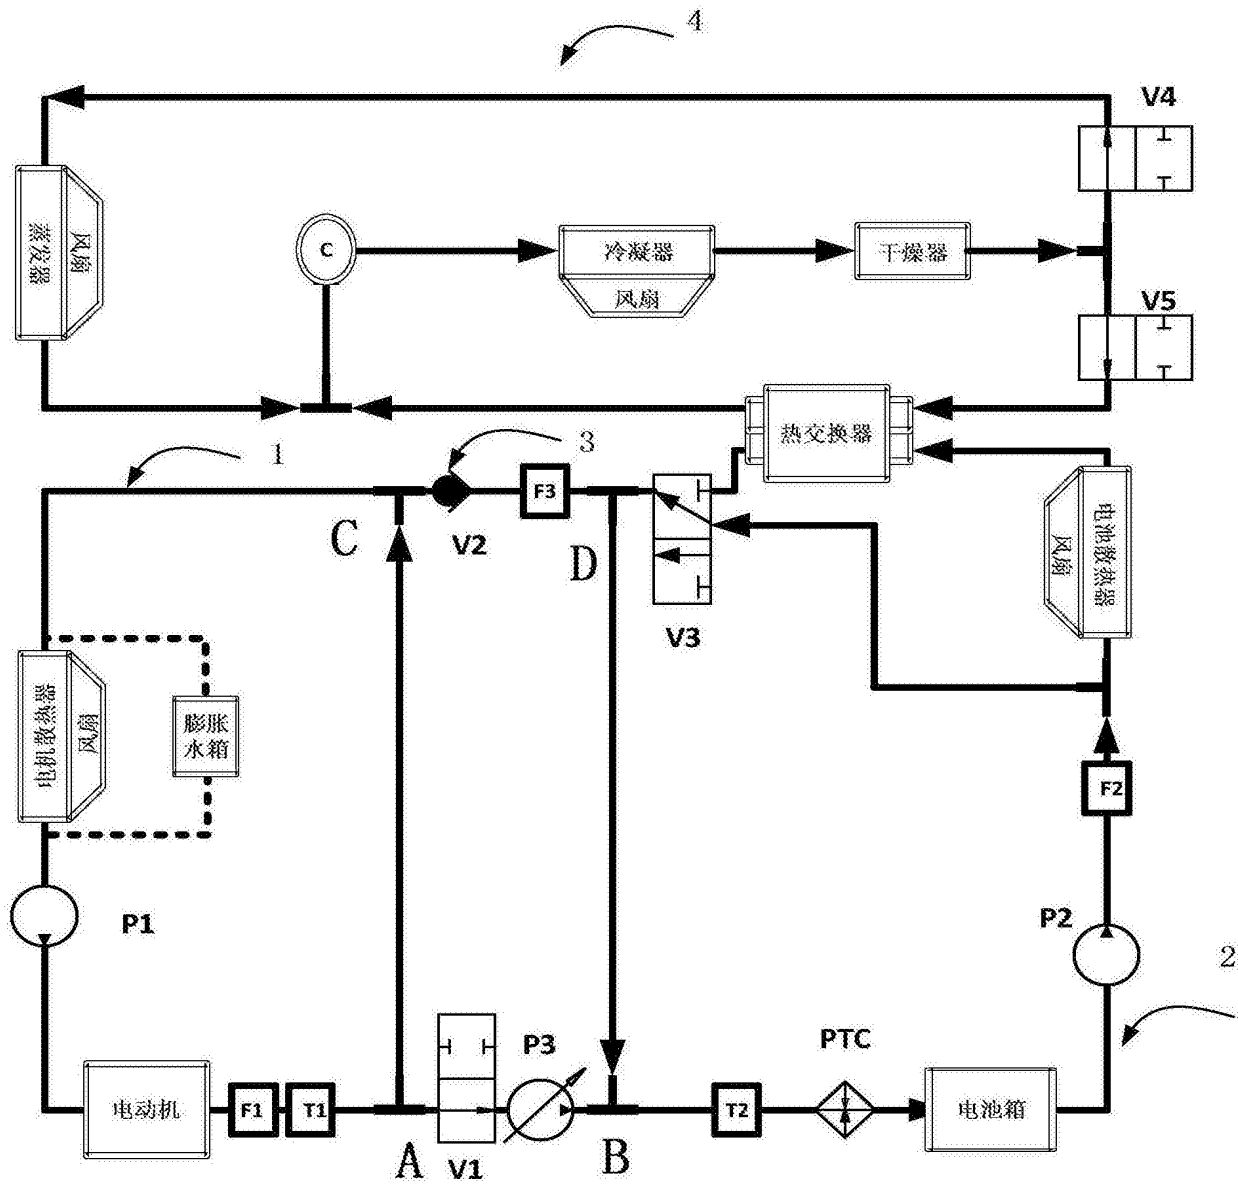 4
V4
蒸发器
风扇
C
冷凝器
风扇
干燥器
V5
热交换器
1
3
F3
V2
C
D
V3
电池散热器
风扇
电机散热器
风扇
膨胀
水箱
F2
P1
P2
2
P3
PTC
电动机
F1
T1
T2
电池箱
A
V1
B